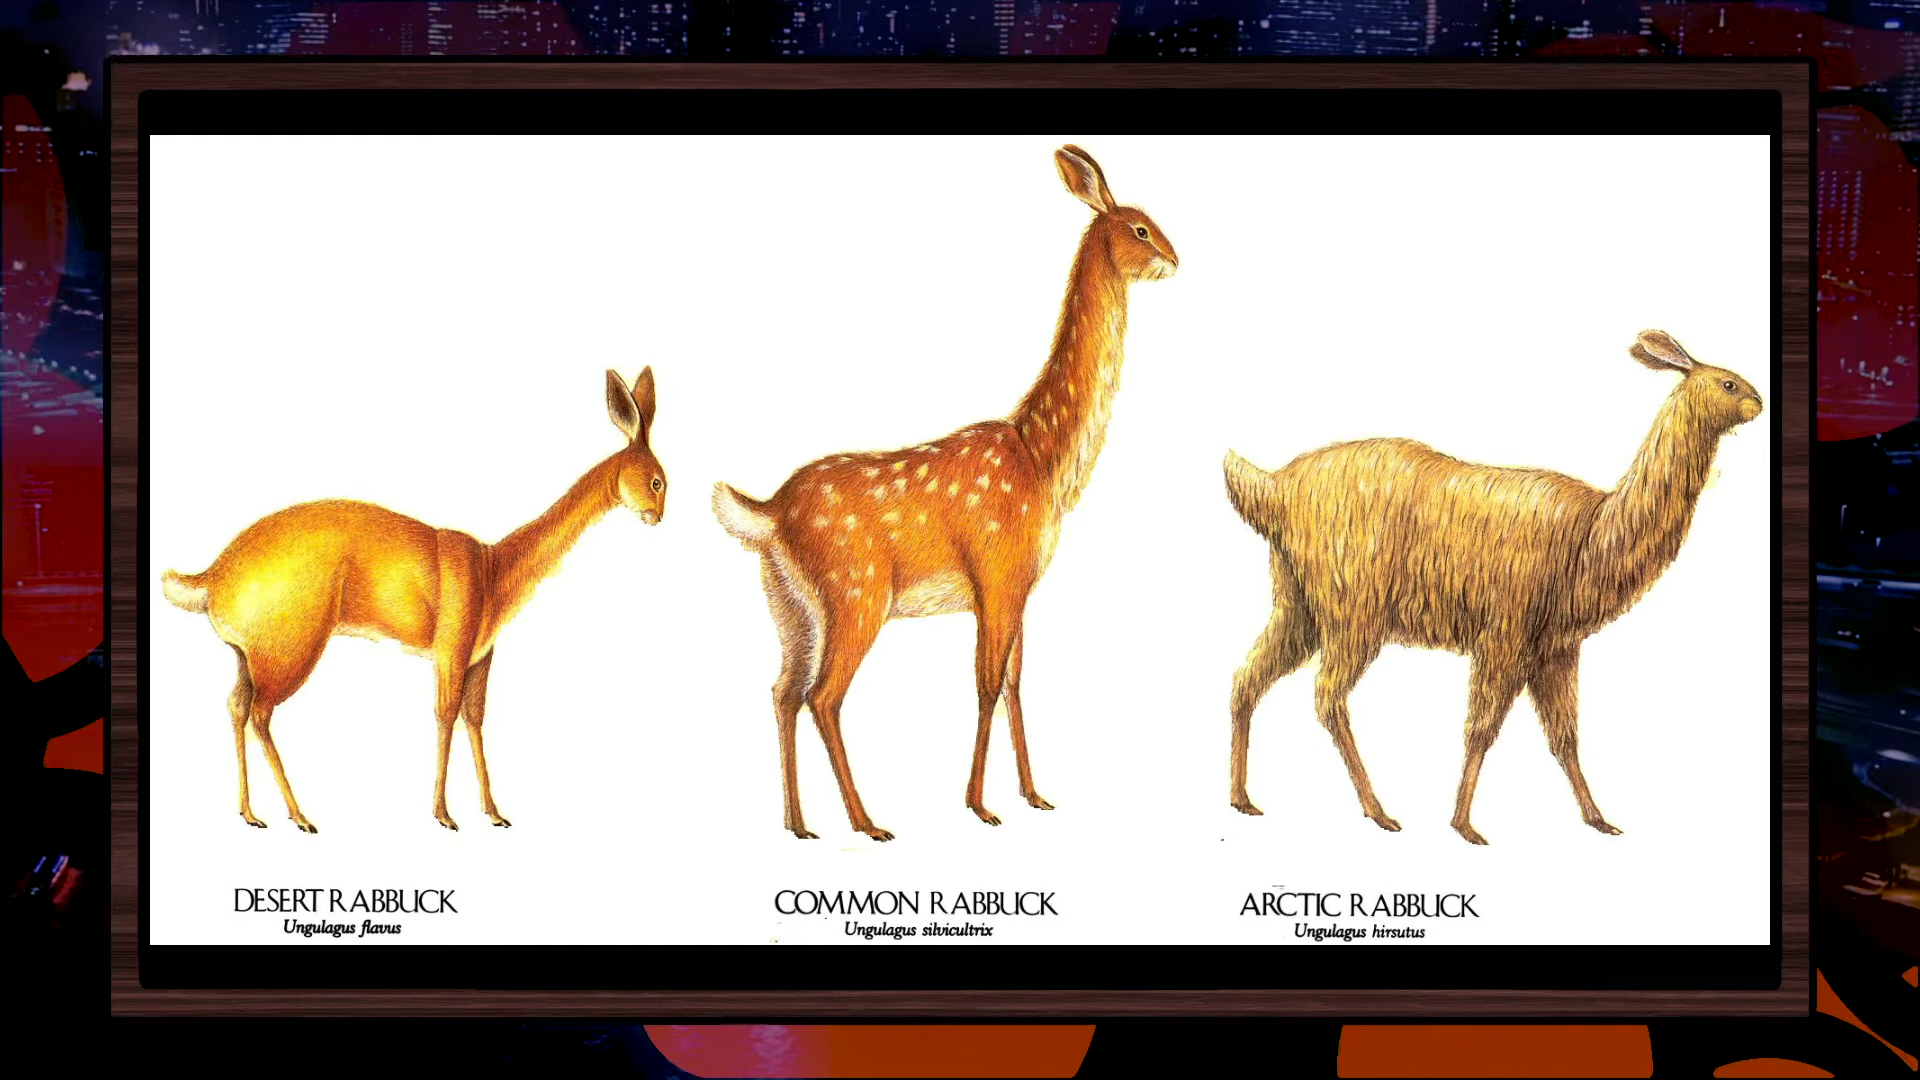 DESERT RABBUCK
Ungulagus flavus
COMMON RABBUCK
Ungulagus silvicultrix
ARCTIC RABBUCK
Ungulagus hirsutus